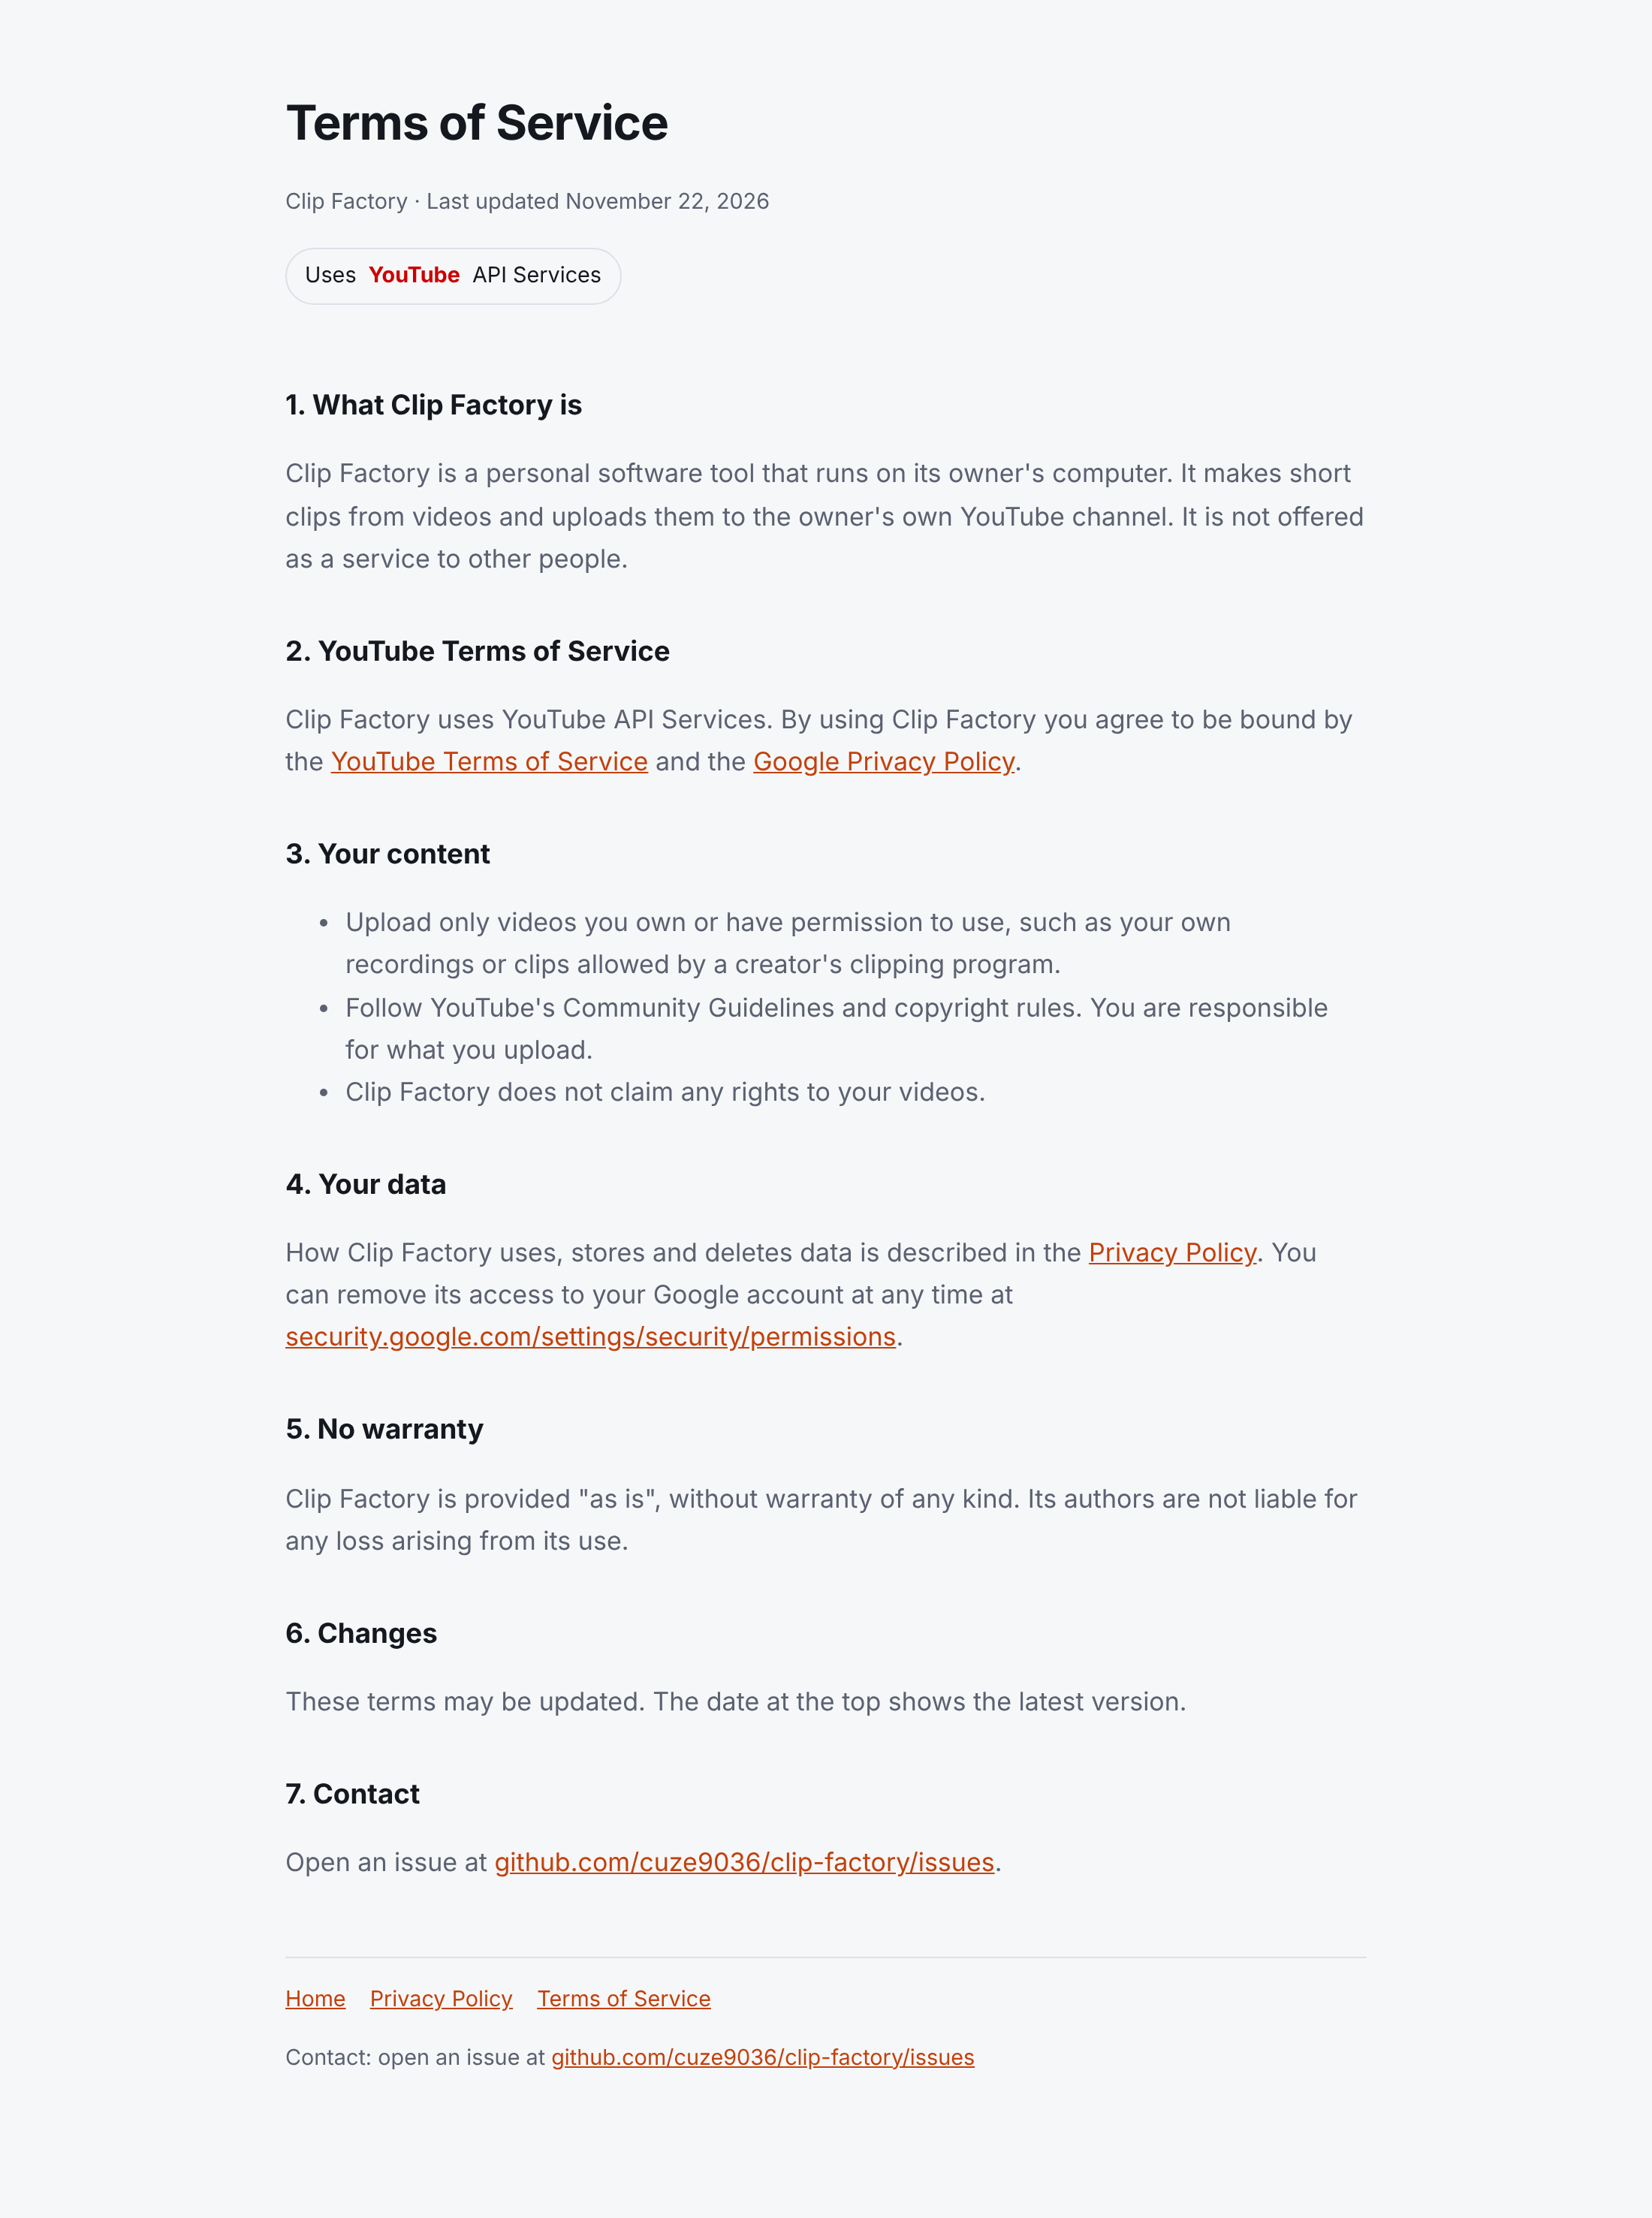 Terms of Service
Clip Factory · Last updated November 22, 2026
Uses YouTube API Services
1. What Clip Factory is
Clip Factory is a personal software tool that runs on its owner's computer. It makes short
clips from videos and uploads them to the owner's own YouTube channel. It is not offered
as a service to other people.
2. YouTube Terms of Service
Clip Factory uses YouTube API Services. By using Clip Factory you agree to be bound by
the YouTube Terms of Service and the Google Privacy Policy.
3. Your content
• Upload only videos you own or have permission to use, such as your own
recordings or clips allowed by a creator's clipping program.
• Follow YouTube's Community Guidelines and copyright rules. You are responsible
for what you upload.
• Clip Factory does not claim any rights to your videos.
4. Your data
How Clip Factory uses, stores and deletes data is described in the Privacy Policy. You
can remove its access to your Google account at any time at
security.google.com/settings/security/permissions.
5. No warranty
Clip Factory is provided "as is", without warranty of any kind. Its authors are not liable for
any loss arising from its use.
6. Changes
These terms may be updated. The date at the top shows the latest version.
7. Contact
Open an issue at github.com/cuze9036/clip-factory/issues.
Home Privacy Policy Terms of Service
Contact: open an issue at github.com/cuze9036/clip-factory/issues